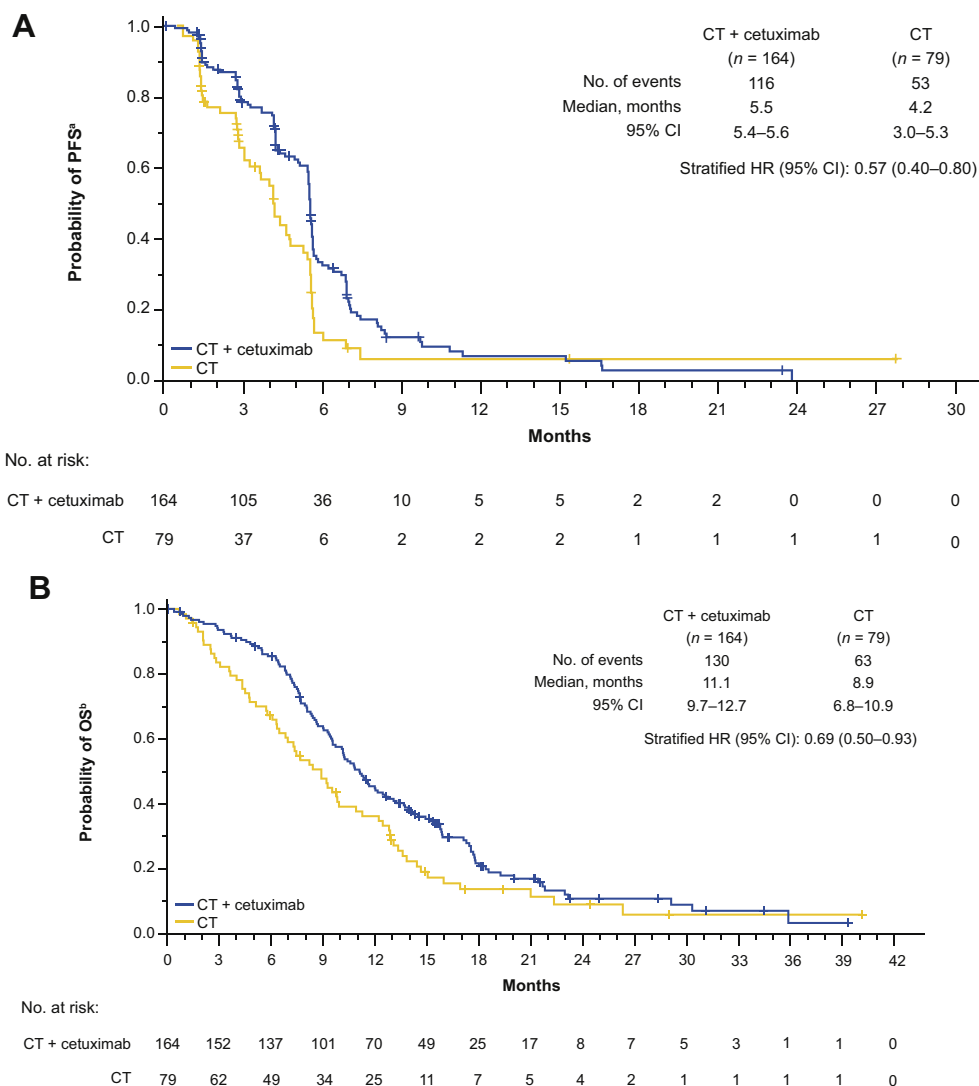 A
CT + cetuximab CT
(n = 164) (n = 79)
No. of events 116 53
Median, months 5.5 4.2
95% CI 5.4–5.6 3.0–5.3
Stratified HR (95% CI): 0.57 (0.40–0.80)
Probability of PFSᵃ
1.0
0.8
0.6
0.4
0.2
0.0
CT + cetuximab
CT
0 3 6 9 12 15 18 21 24 27 30
Months
No. at risk:
CT + cetuximab 164 105 36 10 5 5 2 2 0 0 0
CT 79 37 6 2 2 2 1 1 1 1 0
B
CT + cetuximab CT
(n = 164) (n = 79)
No. of events 130 63
Median, months 11.1 8.9
95% CI 9.7–12.7 6.8–10.9
Stratified HR (95% CI): 0.69 (0.50–0.93)
Probability of OSᵇ
1.0
0.8
0.6
0.4
0.2
0.0
CT + cetuximab
CT
0 3 6 9 12 15 18 21 24 27 30 33 36 39 42
Months
No. at risk:
CT + cetuximab 164 152 137 101 70 49 25 17 8 7 5 3 1 1 0
CT 79 62 49 34 25 11 7 5 4 2 1 1 1 1 0